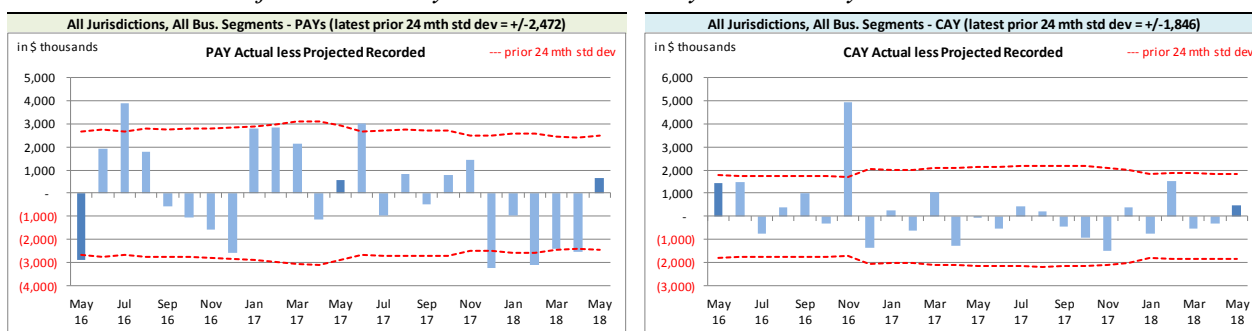 All Jurisdictions, All Bus. Segments - PAYs (latest prior 24 mth std dev = +/-2,472)
in $ thousands
PAY Actual less Projected Recorded
--- prior 24 mth std dev
5,000
4,000
3,000
2,000
1,000
-
(1,000)
(2,000)
(3,000)
(4,000)
May Jul Sep Nov Jan Mar May Jul Sep Nov Jan Mar May
16 16 16 16 17 17 17 17 17 17 18 18 18
All Jurisdictions, All Bus. Segments - CAY (latest prior 24 mth std dev = +/-1,846)
in $ thousands
CAY Actual less Projected Recorded
--- prior 24 mth std dev
6,000
5,000
4,000
3,000
2,000
1,000
-
(1,000)
(2,000)
(3,000)
May Jul Sep Nov Jan Mar May Jul Sep Nov Jan Mar May
16 16 16 16 17 17 17 17 17 17 18 18 18